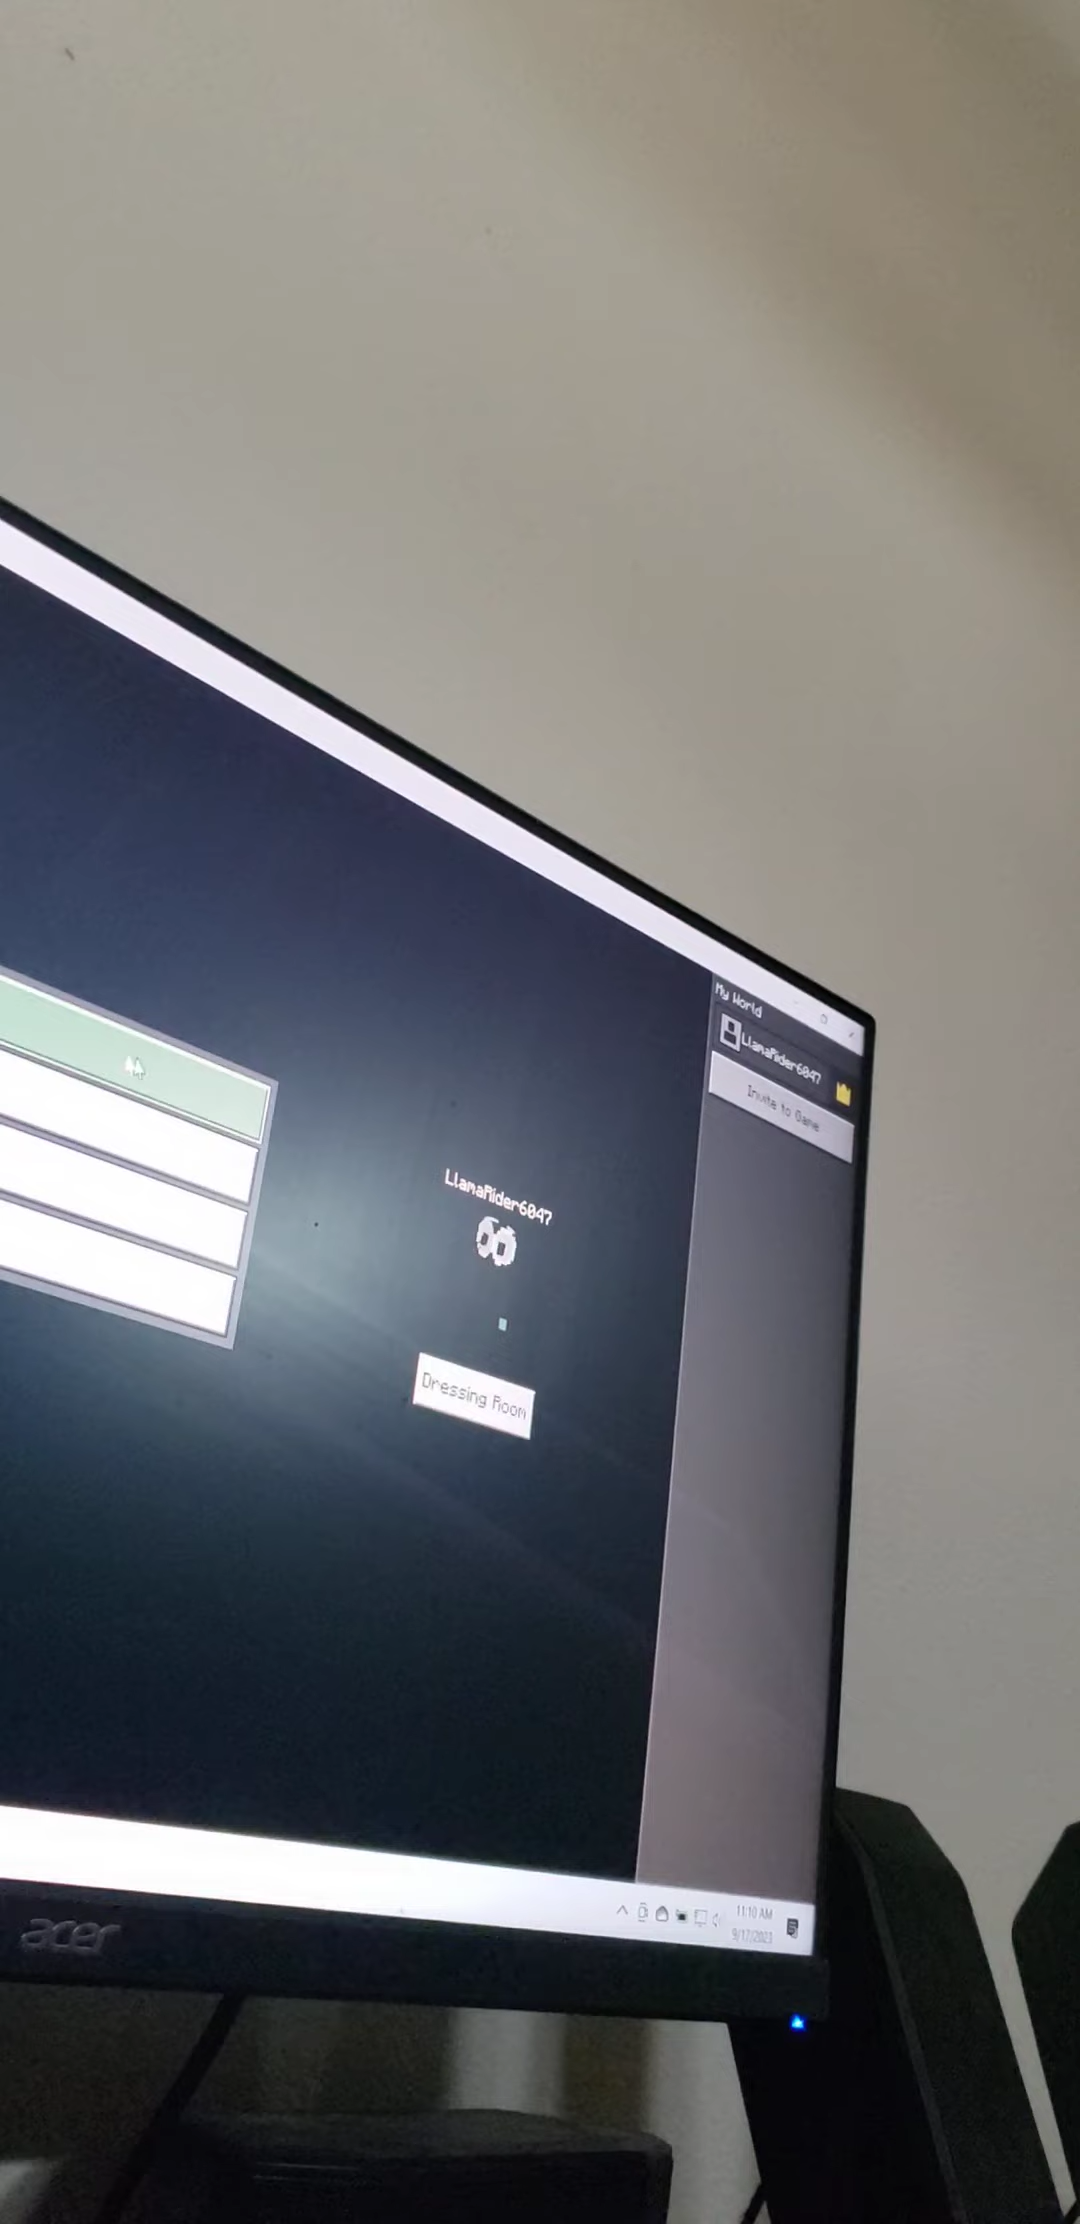 My World
LlamaRider6047
Invite to Game
LlamaRider6047
Dressing Room
11:10 AM
9/17/2023
acer